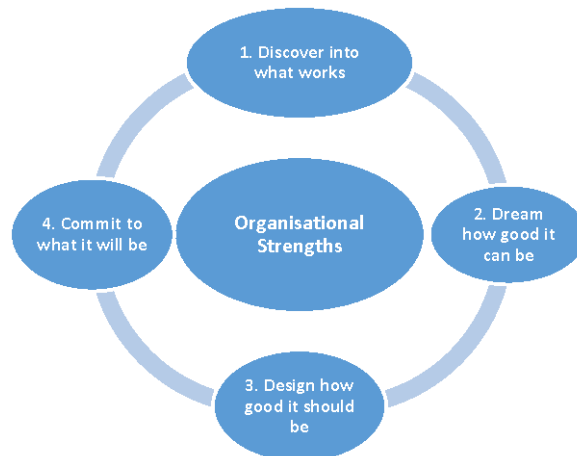 1. Discover into
what works
2. Dream
how good it
can be
3. Design how
good it should
be
4. Commit to
what it will be
Organisational
Strengths